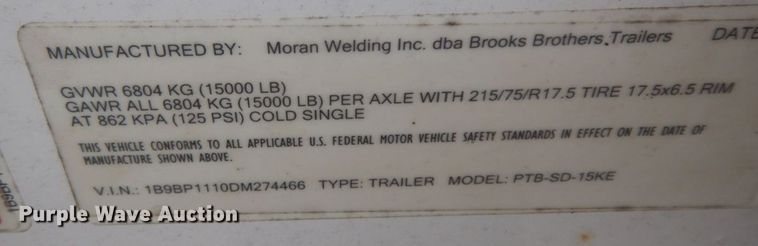 MANUFACTURED BY: Moran Welding Inc. dba Brooks Brothers Trailers DATE
GVWR 6804 KG (15000 LB)
GAWR ALL 6804 KG (15000 LB) PER AXLE WITH 215/75/R17.5 TIRE 17.5x6.5 RIM
AT 862 KPA (125 PSI) COLD SINGLE
THIS VEHICLE CONFORMS TO ALL APPLICABLE U.S. FEDERAL MOTOR VEHICLE SAFETY STANDARDS IN EFFECT ON THE DATE OF
MANUFACTURE SHOWN ABOVE.
V.I.N.: 1B9BP1110DM274466 TYPE: TRAILER MODEL: PTB-SD-15KE
Purple Wave Auction